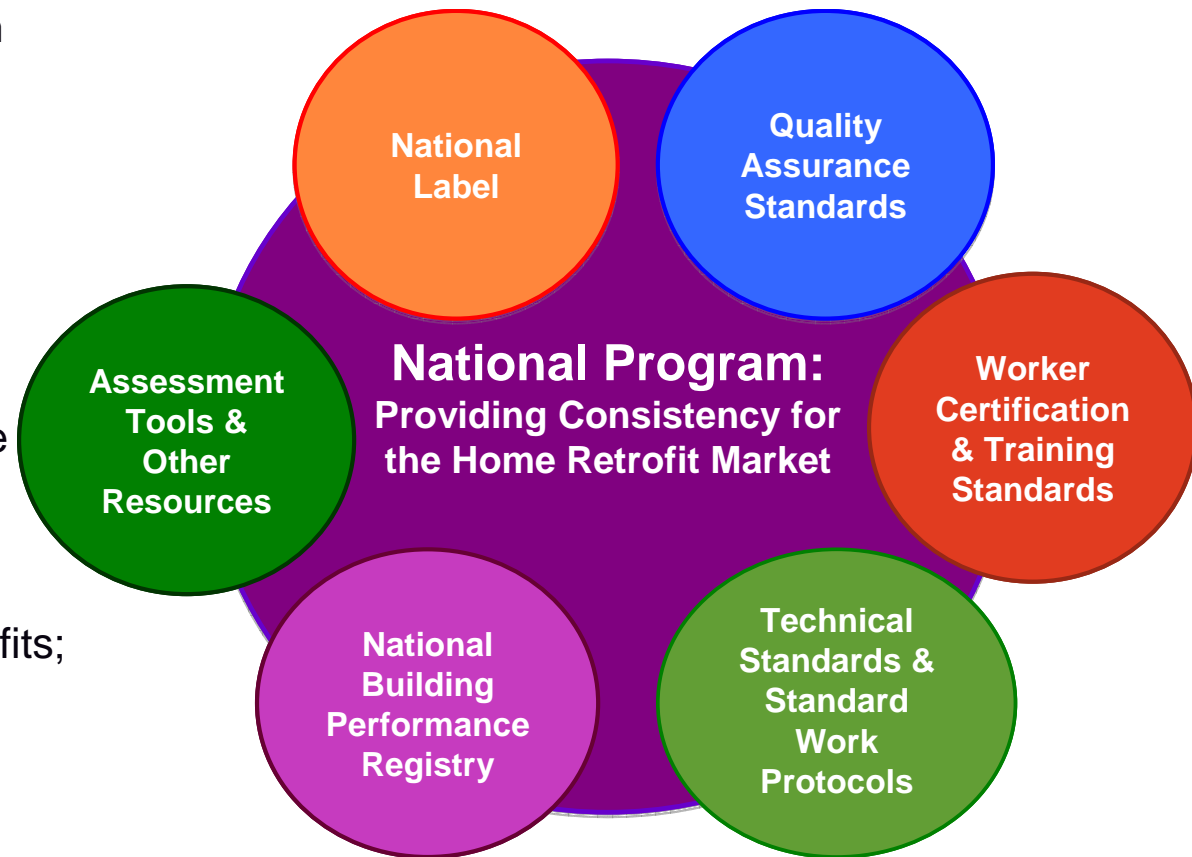 National
Label
Quality
Assurance
Standards
Assessment
Tools &
Other
Resources
National Program:
Providing Consistency for
the Home Retrofit Market
Worker
Certification
& Training
Standards
fits;
National
Building
Performance
Registry
Technical
Standards &
Standard
Work
Protocols